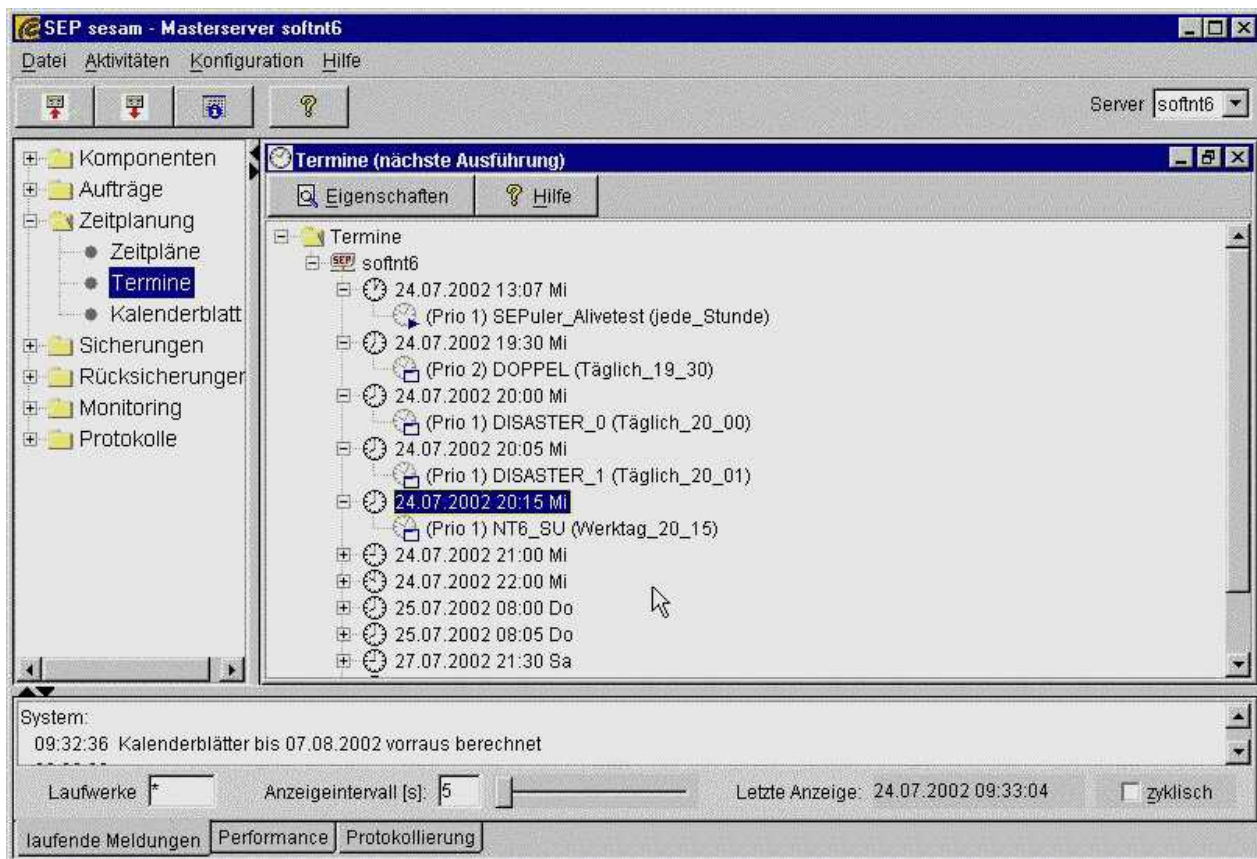 SEP sesam - Masterserver softnt6
Datei Aktivitäten Konfiguration Hilfe
Server softnt6
Komponenten
Aufträge
Zeitplanung
Zeitpläne
Termine
Kalenderblatt
Sicherungen
Rücksicherunger
Monitoring
Protokolle
Termine (nächste Ausführung)
Eigenschaften Hilfe
Termine
SEP softnt6
24.07.2002 13:07 Mi
(Prio 1) SEPuler_Alivetest (jede_Stunde)
24.07.2002 19:30 Mi
(Prio 2) DOPPEL (Täglich_19_30)
24.07.2002 20:00 Mi
(Prio 1) DISASTER_0 (Täglich_20_00)
24.07.2002 20:05 Mi
(Prio 1) DISASTER_1 (Täglich_20_01)
24.07.2002 20:15 Mi
(Prio 1) NT6_SU (Werktag_20_15)
24.07.2002 21:00 Mi
24.07.2002 22:00 Mi
25.07.2002 08:00 Do
25.07.2002 08:05 Do
27.07.2002 21:30 Sa
System:
09:32:36 Kalenderblätter bis 07.08.2002 vorraus berechnet
Laufwerke * Anzeigeintervall [s]: 5 Letzte Anzeige: 24.07.2002 09:33:04 zyklisch
laufende Meldungen Performance Protokollierung